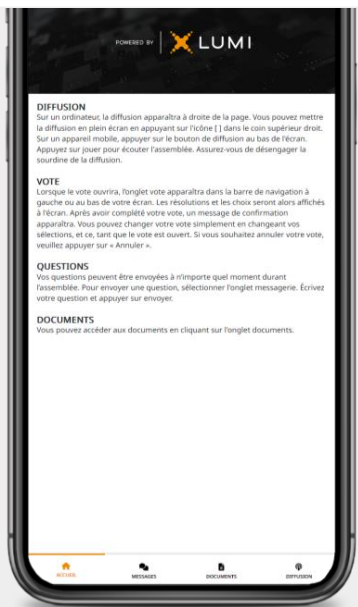 POWERED BY LUMI
DIFFUSION
Sur un ordinateur, la diffusion apparaîtra à droite de la page. Vous pouvez mettre
la diffusion en plein écran en appuyant sur l'icône [ ] dans le coin supérieur droit.
Sur un appareil mobile, appuyer sur le bouton de diffusion au bas de l'écran.
Appuyez sur jouer pour écouter l'assemblée. Assurez-vous de désengager la
sourdine de la diffusion.
VOTE
Lorsque le vote ouvrira, l'onglet vote apparaîtra dans la barre de navigation à
gauche ou au bas de votre écran. Les résolutions et les choix seront alors affichés
à l'écran. Après avoir complété votre vote, un message de confirmation
apparaîtra. Vous pouvez changer votre vote simplement en changeant vos
sélections, et ce, tant que le vote est ouvert. Si vous souhaitez annuler votre vote,
veuillez appuyer sur « Annuler ».
QUESTIONS
Vos questions peuvent être envoyées à n'importe quel moment durant
l'assemblée. Pour envoyer une question, sélectionner l'onglet messagerie. Écrivez
votre question et appuyer sur envoyer.
DOCUMENTS
Vous pouvez accéder aux documents en cliquant sur l'onglet documents.
ACCUEIL MESSAGES DOCUMENTS DIFFUSION